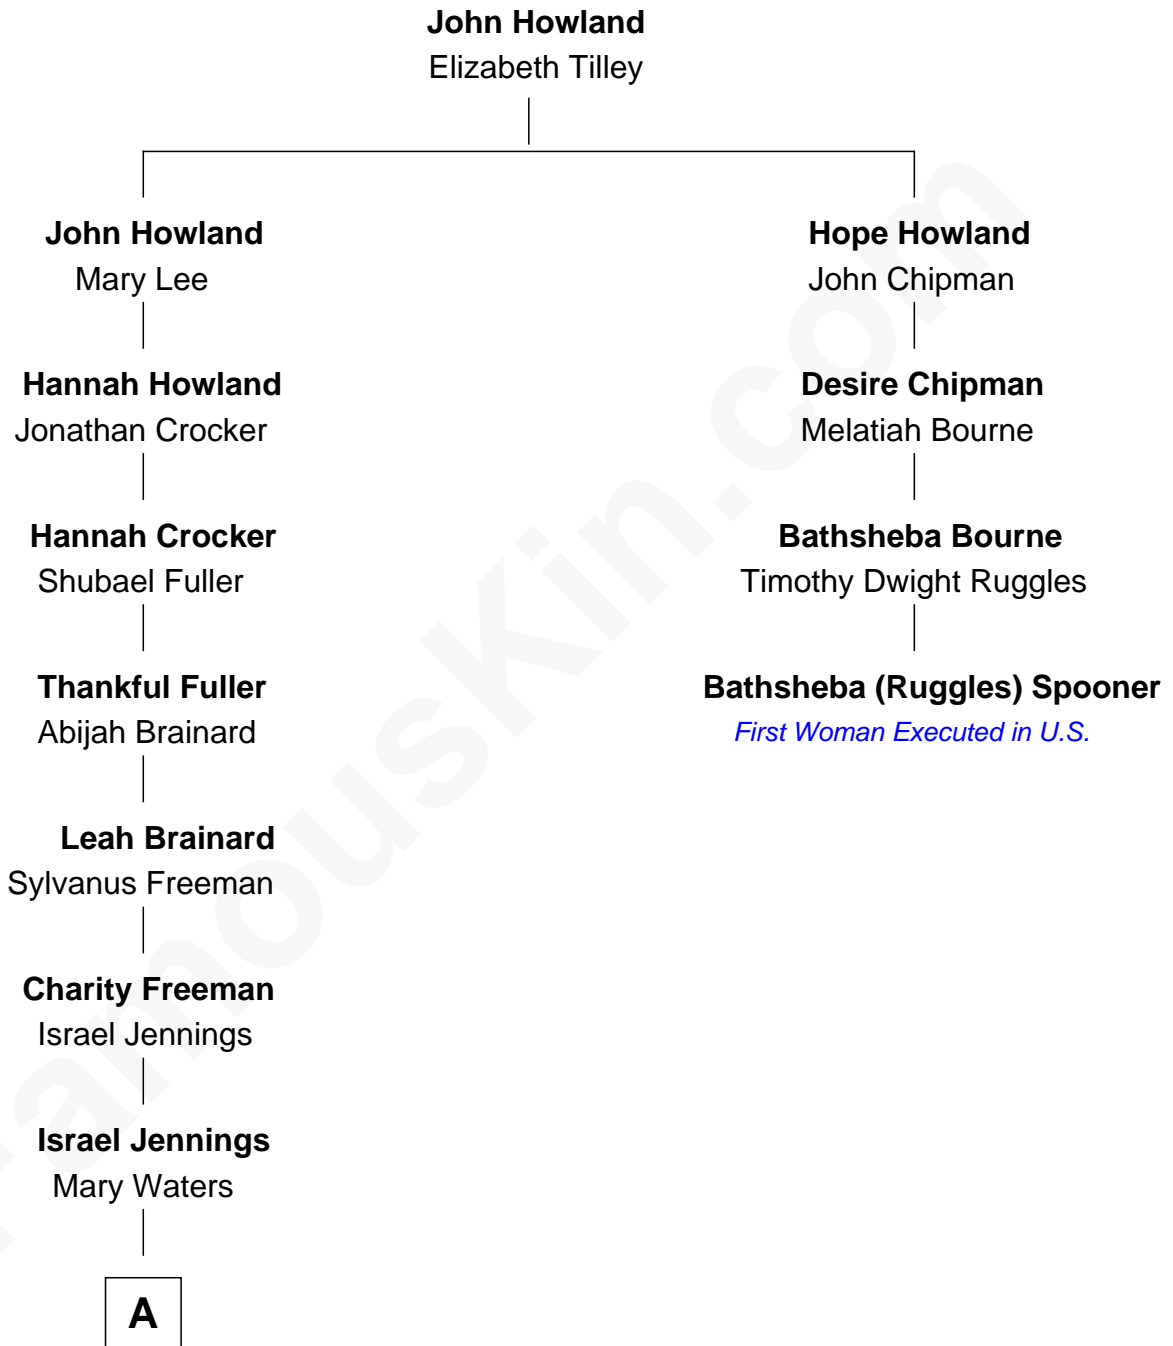 John Howland
Elizabeth Tilley
John Howland
Mary Lee
Hope Howland
John Chipman
Hannah Howland
Jonathan Crocker
Desire Chipman
Melatiah Bourne
Hannah Crocker
Shubael Fuller
Bathsheba Bourne
Timothy Dwight Ruggles
Thankful Fuller
Abijah Brainard
Bathsheba (Ruggles) Spooner
First Woman Executed in U.S.
Leah Brainard
Sylvanus Freeman
Charity Freeman
Israel Jennings
Israel Jennings
Mary Waters
A
FamousKin.com